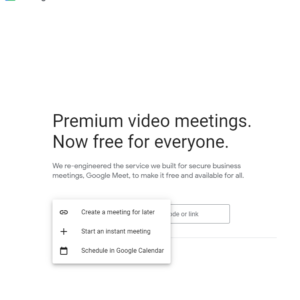 Premium video meetings.
Now free for everyone.
We re-engineered the service we built for secure business
meetings, Google Meet, to make it free and available for all.
Create a meeting for later
or link
Start an instant meeting
Schedule in Google Calendar